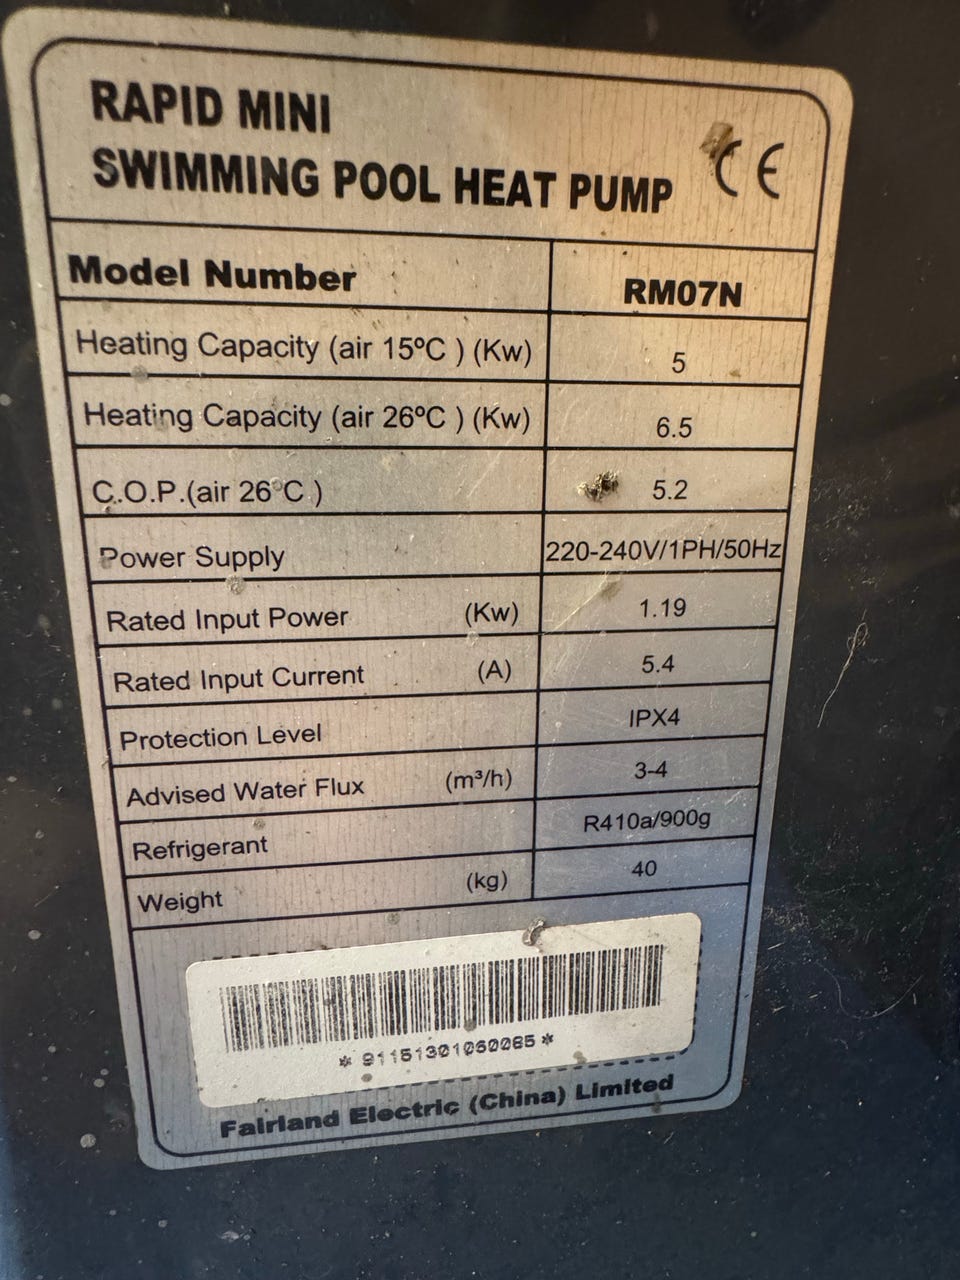 RAPID MINI
SWIMMING POOL HEAT PUMP CE
Model Number RM07N
Heating Capacity (air 15ºC ) (Kw) 5
Heating Capacity (air 26ºC ) (Kw) 6.5
C.O.P.(air 26ºC ) 5.2
Power Supply 220-240V/1PH/50Hz
Rated Input Power (Kw) 1.19
Rated Input Current (A) 5.4
Protection Level IPX4
Advised Water Flux (m³/h) 3-4
Refrigerant R410a/900g
Weight (kg) 40
* 91151301060085 *
Fairland Electric (China) Limited